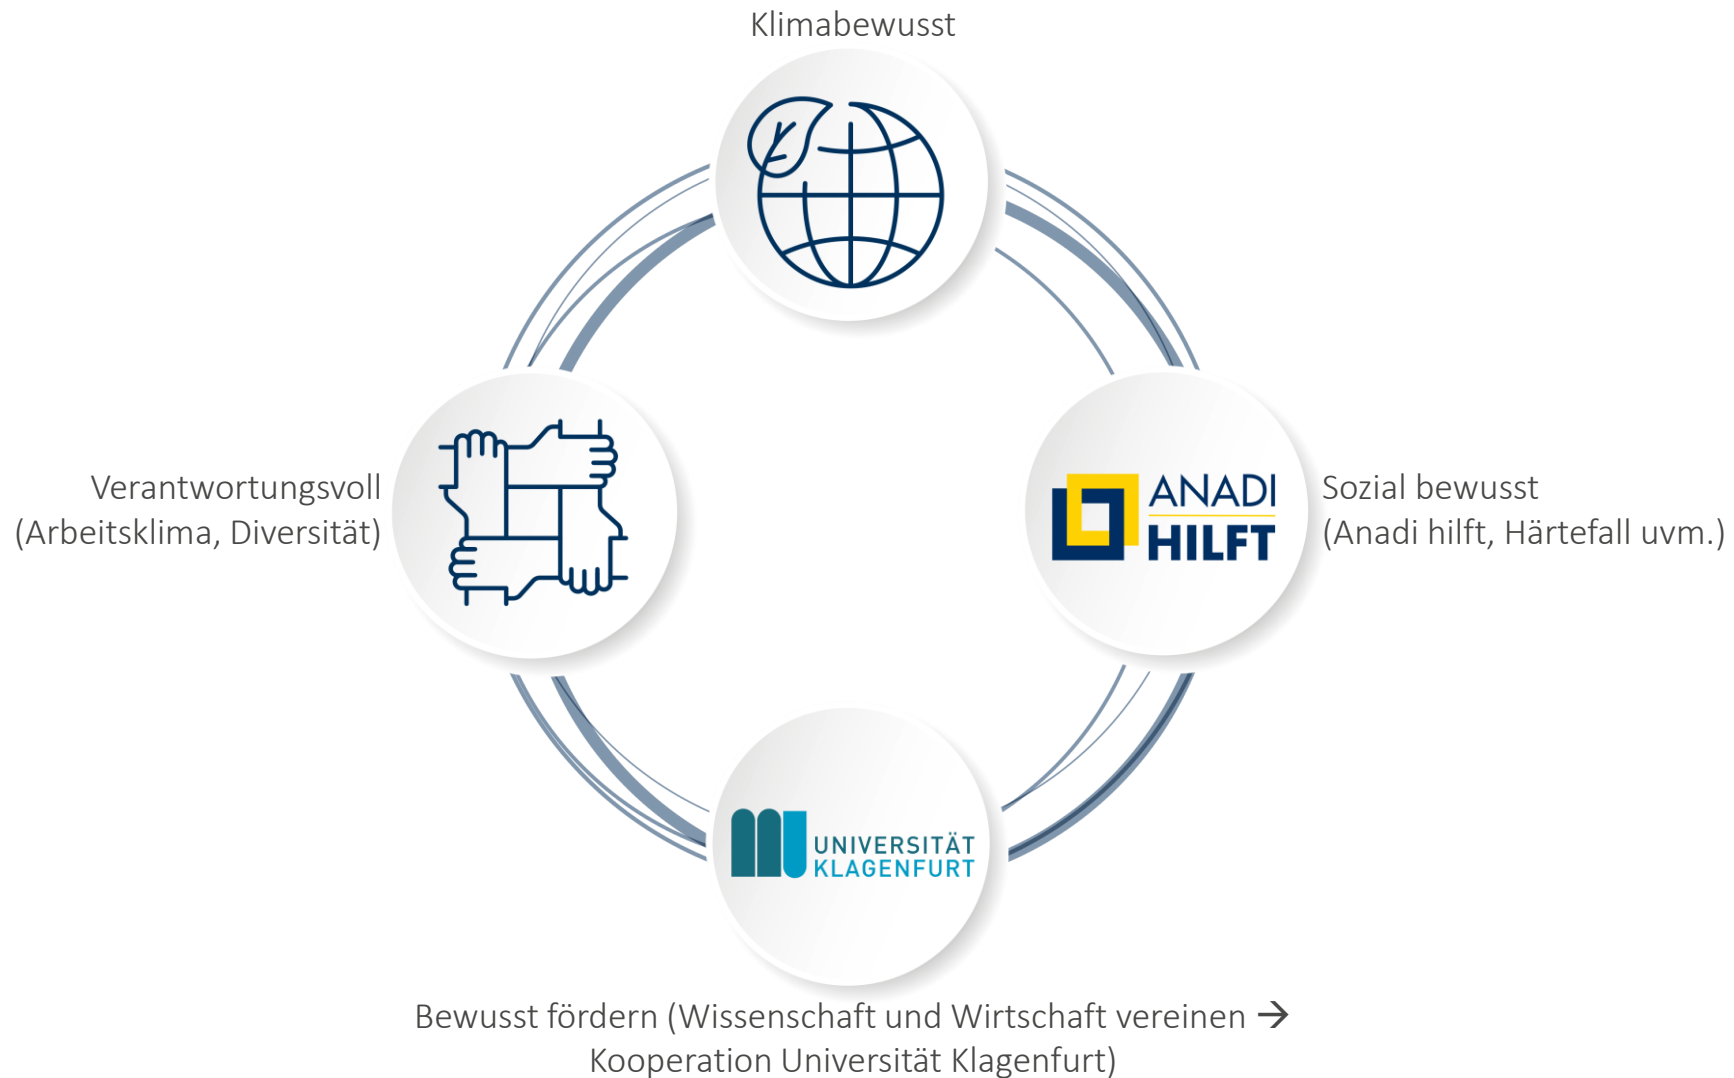 Klimabewusst
Verantwortungsvoll
(Arbeitsklima, Diversität)
ANADI
HILFT
Sozial bewusst
(Anadi hilft, Härtefall uvm.)
UNIVERSITÄT
KLAGENFURT
Bewusst fördern (Wissenschaft und Wirtschaft vereinen →
Kooperation Universität Klagenfurt)